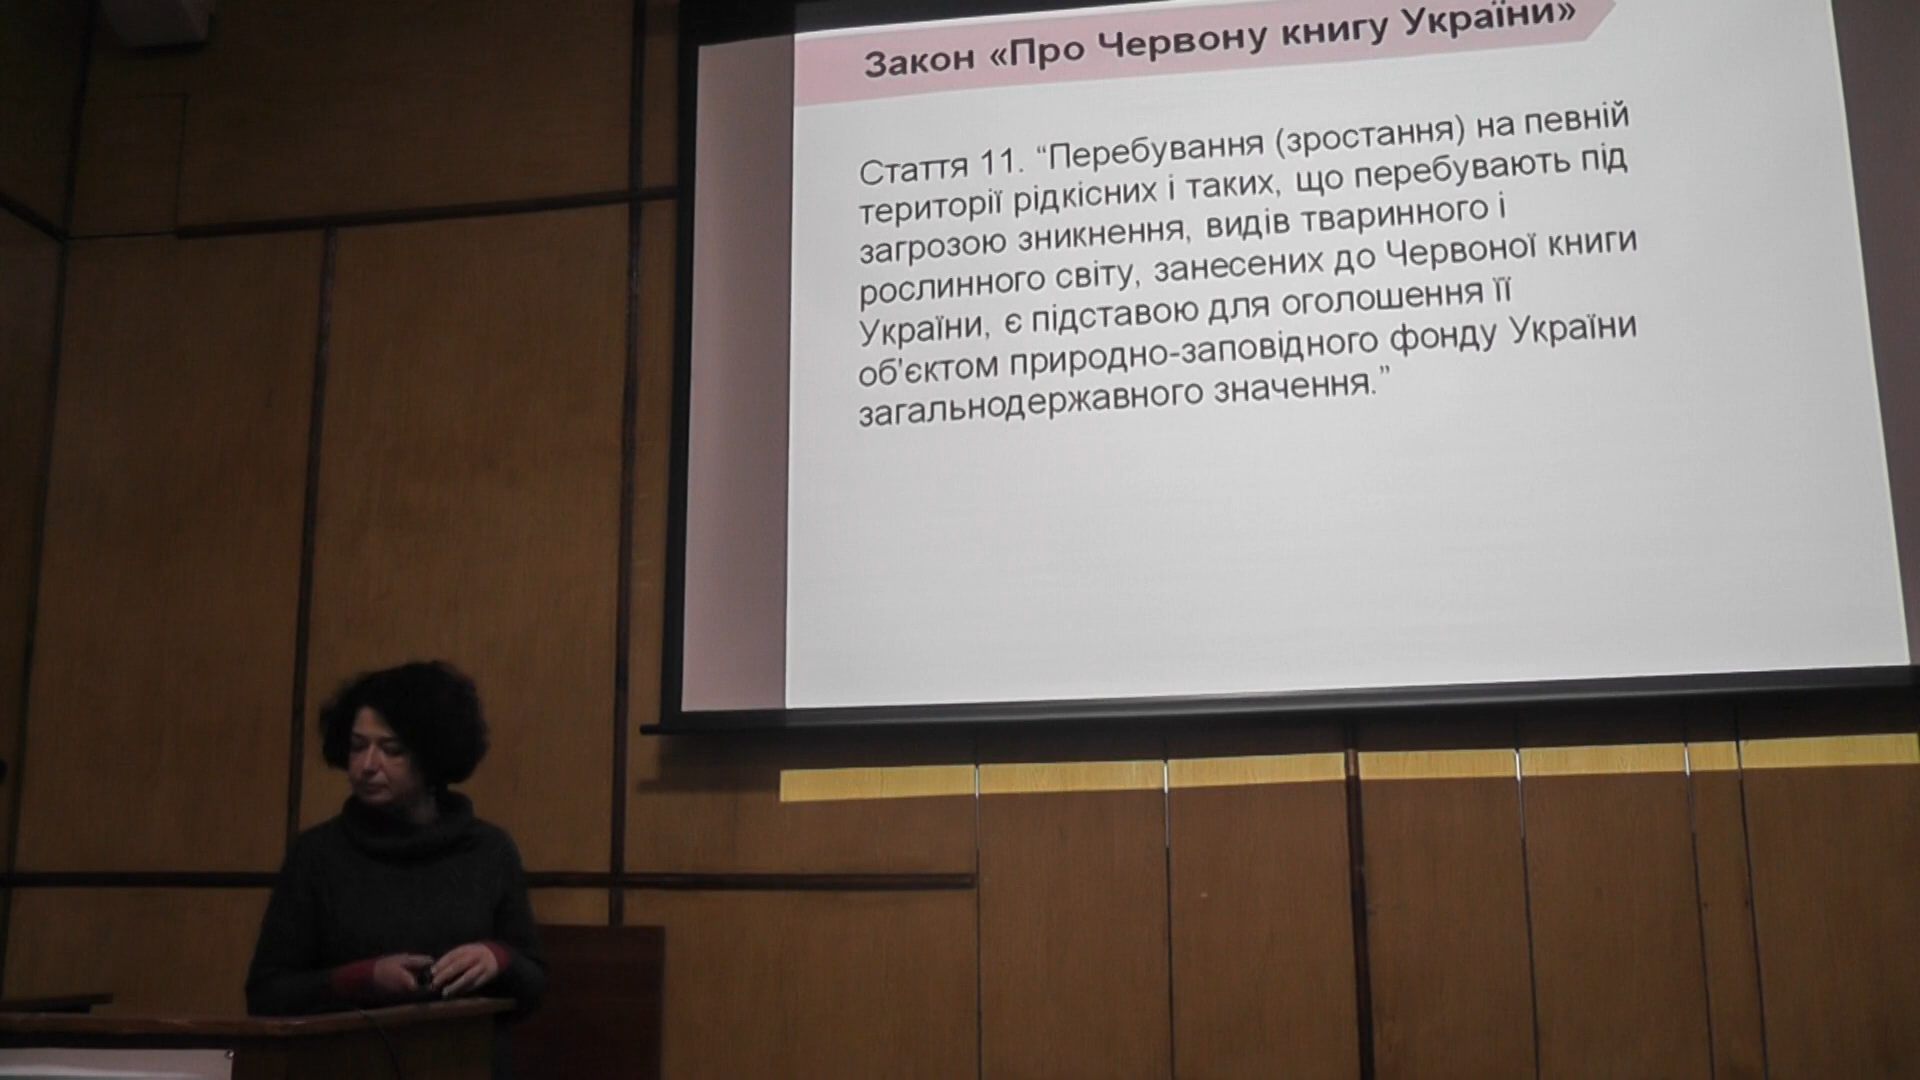 Закон «Про Червону книгу України»
Стаття 11. “Перебування (зростання) на певній
території рідкісних і таких, що перебувають під
загрозою зникнення, видів тваринного і
рослинного світу, занесених до Червоної книги
України, є підставою для оголошення її
об'єктом природно-заповідного фонду України
загальнодержавного значення.”